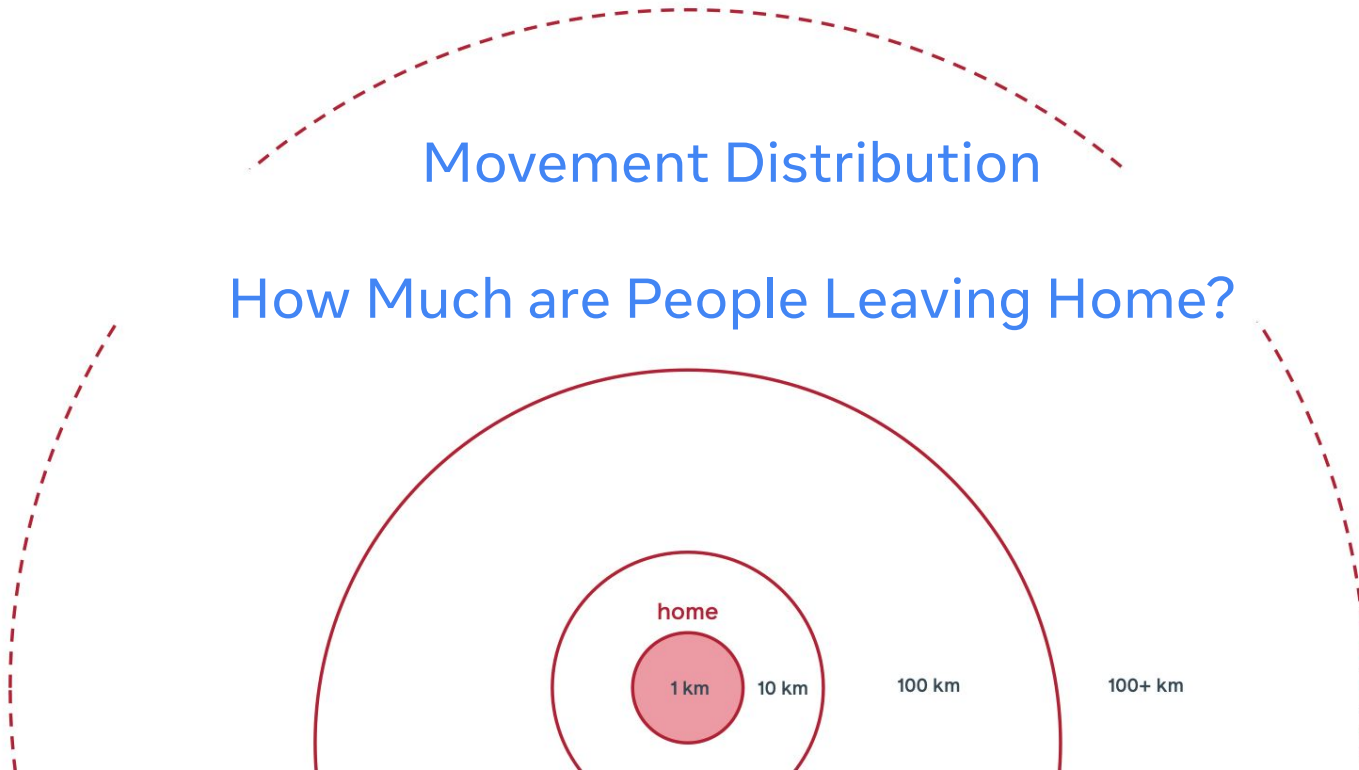 Movement Distribution
How Much are People Leaving Home?
home
1 km
10 km
100 km
100+ km